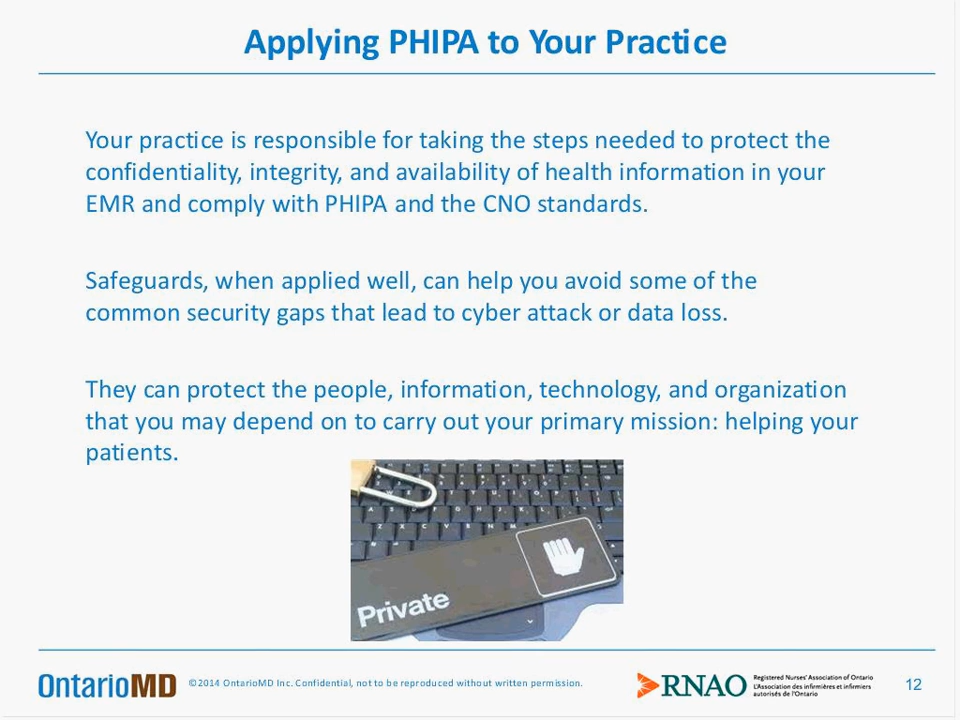 Applying PHIPA to Your Practice
Your practice is responsible for taking the steps needed to protect the
confidentiality, integrity, and availability of health information in your
EMR and comply with PHIPA and the CNO standards.
Safeguards, when applied well, can help you avoid some of the
common security gaps that lead to cyber attack or data loss.
They can protect the people, information, technology, and organization
that you may depend on to carry out your primary mission: helping your
patients.
Private
OntarioMD
©2014 OntarioMD Inc. Confidential, not to be reproduced without written permission.
RNAO
Registered Nurses' Association of Ontario
L'Association des infirmières et infirmiers
autorisés de l'Ontario
12